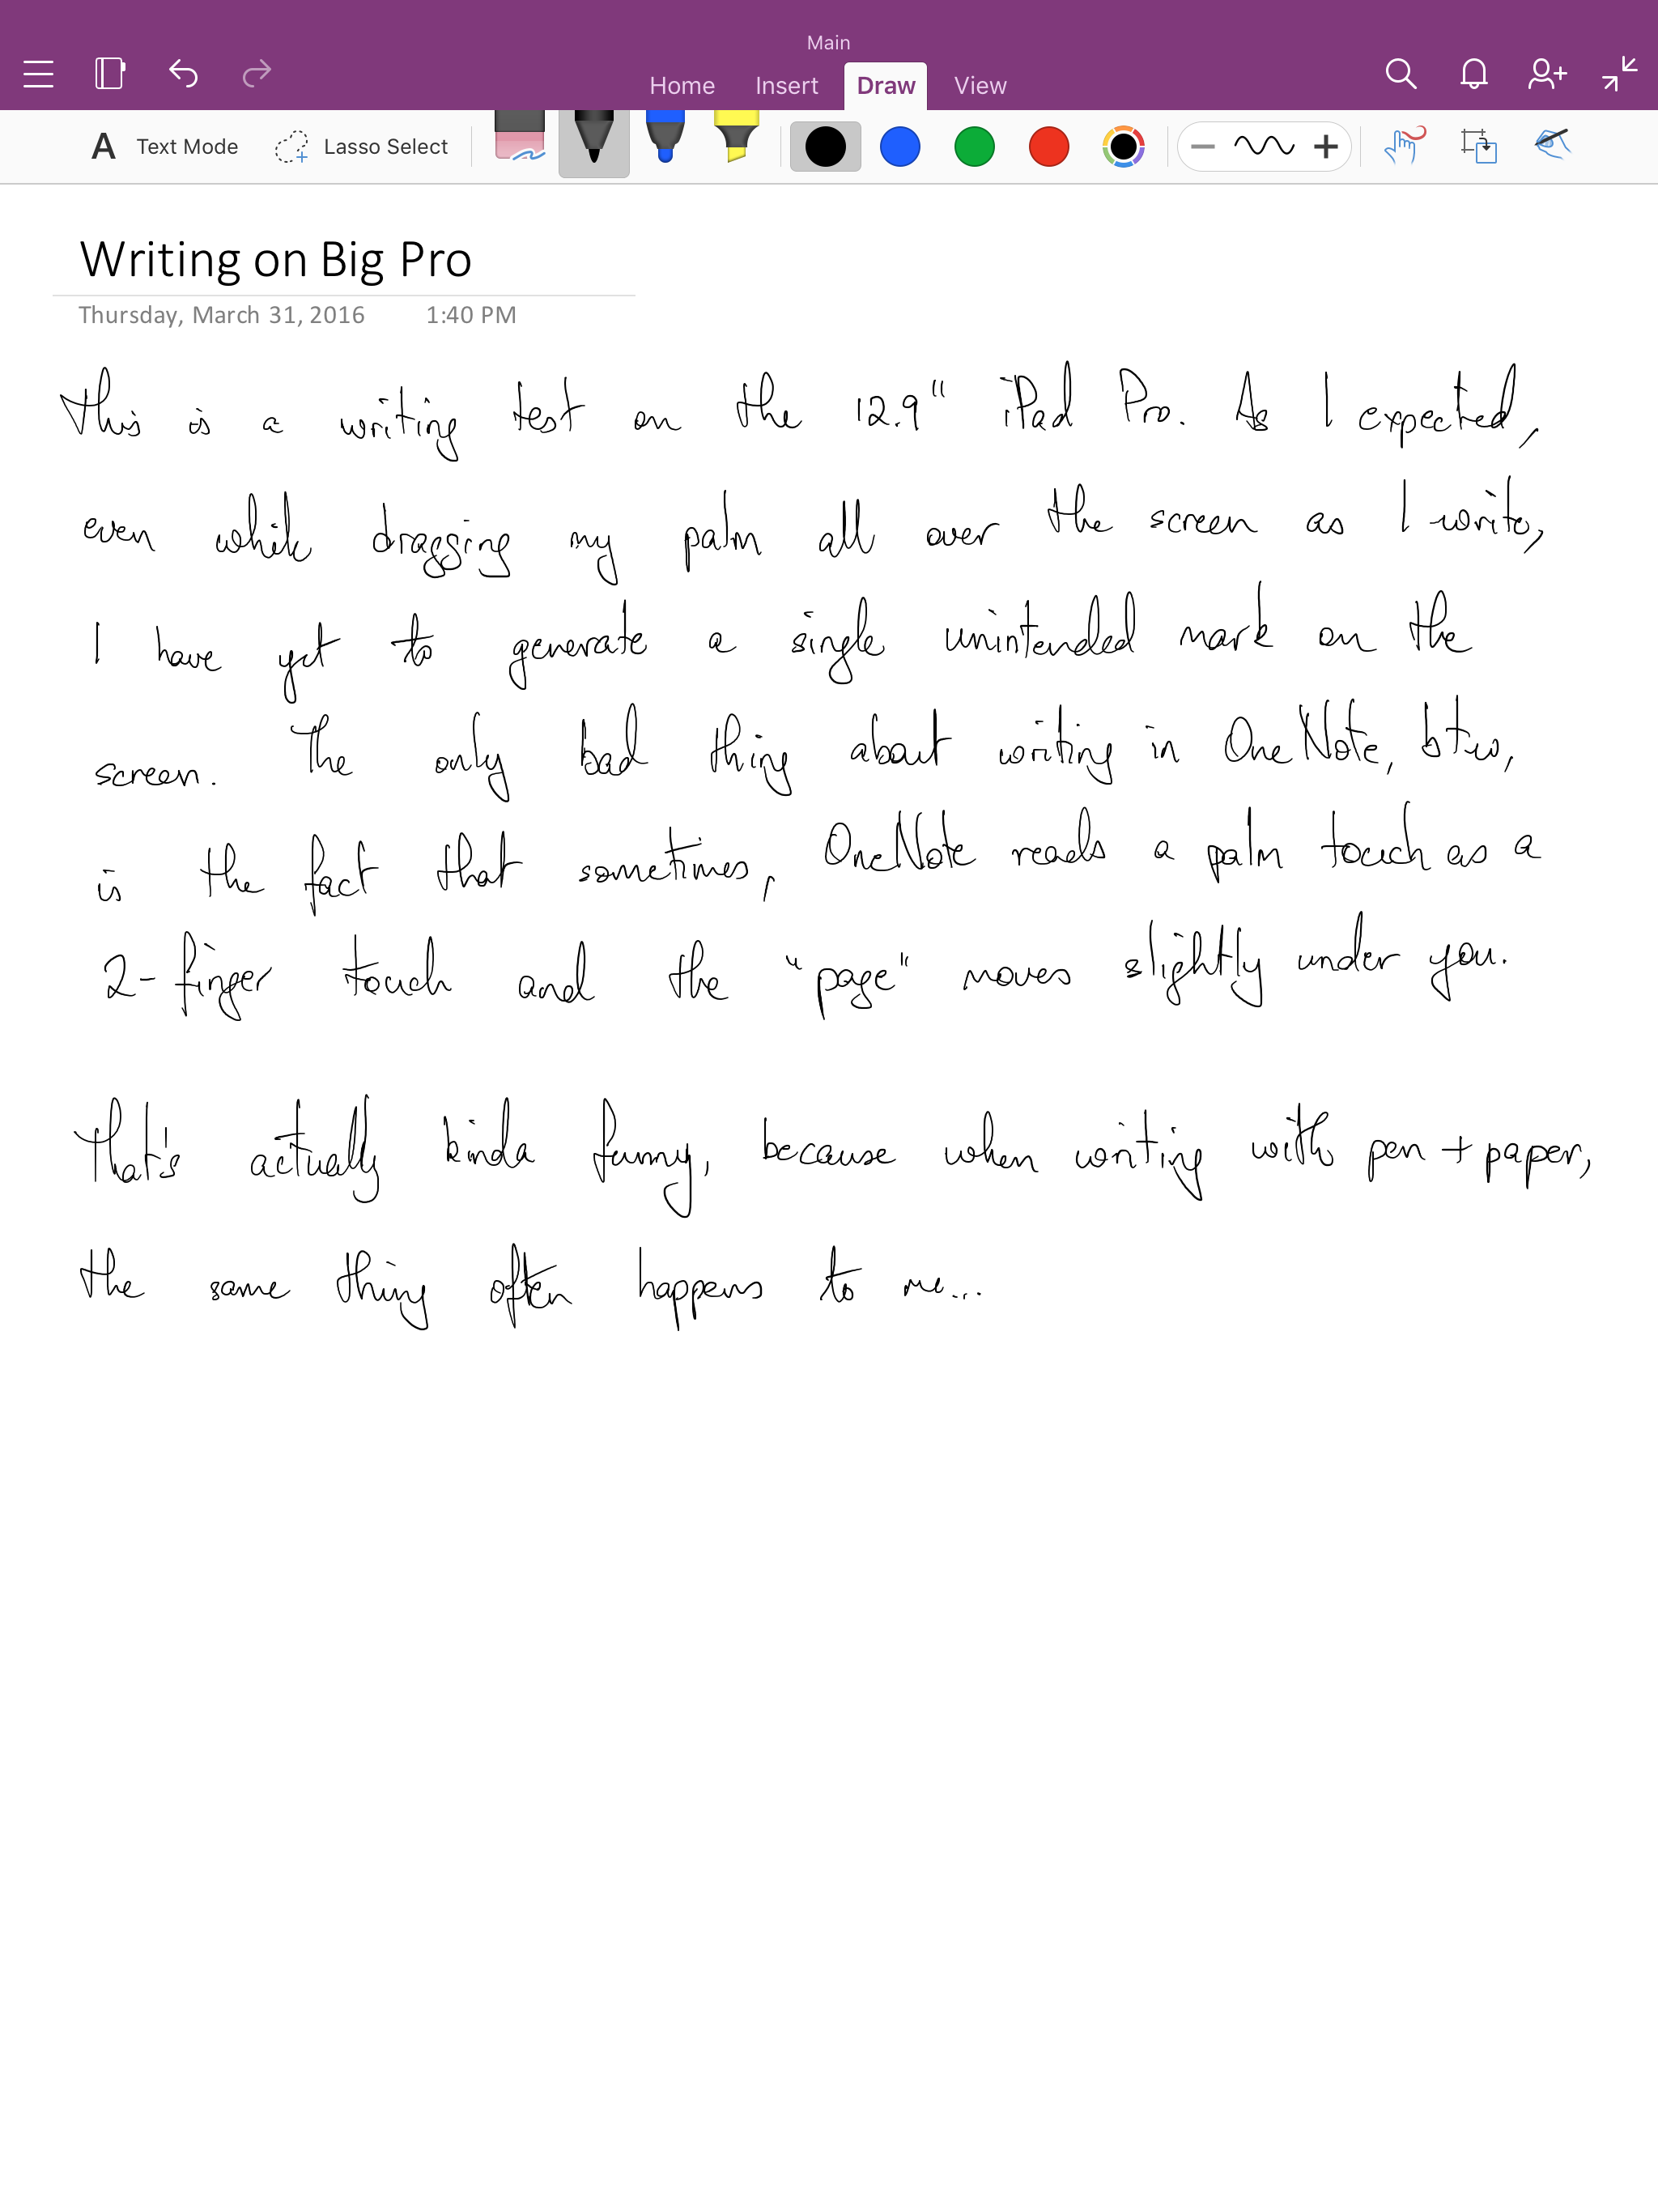 Main
Home Insert Draw View
A Text Mode Lasso Select
Writing on Big Pro
Thursday, March 31, 2016 1:40 PM
This is a writing test on the 12.9" iPad Pro. As I expected,
even while dragging my palm all over the screen as I write,
I have yet to generate a single unintended mark on the
screen. The only bad thing about writing in OneNote, btw,
is the fact that sometimes, OneNote reads a palm touch as a
2-finger touch and the "page" moves slightly under you.
That's actually kinda funny, because when writing with pen + paper,
the same thing often happens to me...